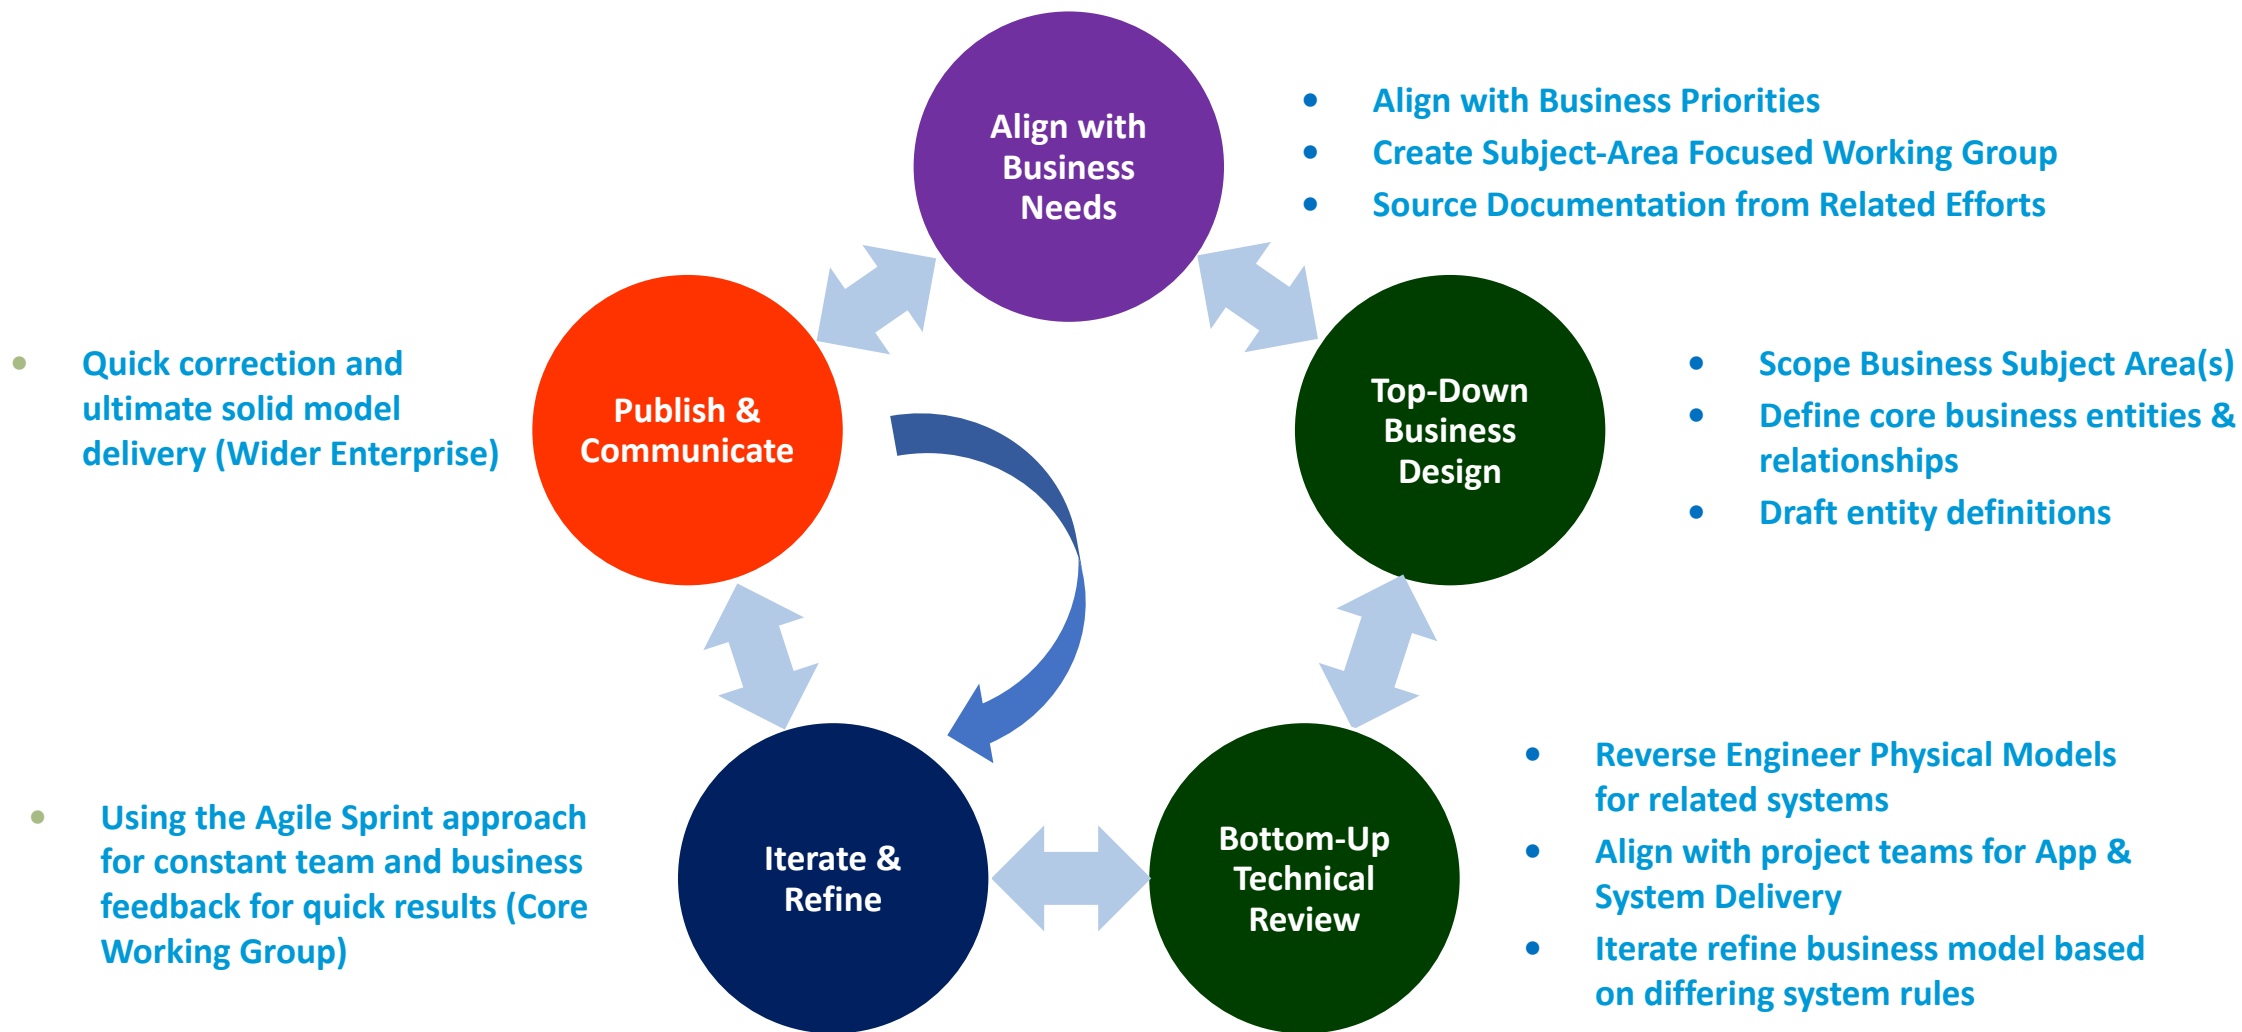 Align with
Business
Needs
• Align with Business Priorities
• Create Subject-Area Focused Working Group
• Source Documentation from Related Efforts
Top-Down
Business
Design
• Scope Business Subject Area(s)
• Define core business entities &
relationships
• Draft entity definitions
Bottom-Up
Technical
Review
• Reverse Engineer Physical Models
for related systems
• Align with project teams for App &
System Delivery
• Iterate refine business model based
on differing system rules
Iterate &
Refine
• Using the Agile Sprint approach
for constant team and business
feedback for quick results (Core
Working Group)
Publish &
Communicate
• Quick correction and
ultimate solid model
delivery (Wider Enterprise)